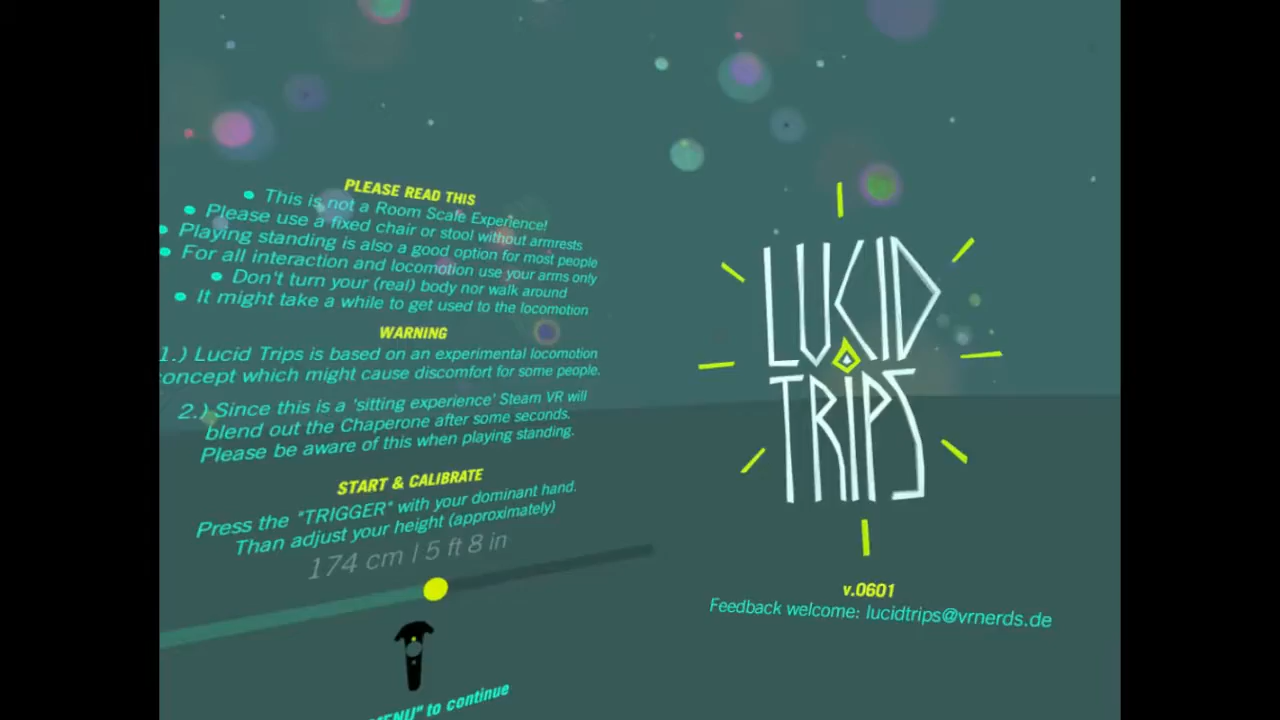 PLEASE READ THIS
This is not a Room Scale Experience!
Please use a fixed chair or stool without armrests
Playing standing is also a good option for most people
For all interaction and locomotion use your arms only
Don't turn your (real) body nor walk around
It might take a while to get used to the locomotion
WARNING
1.) Lucid Trips is based on an experimental locomotion
concept which might cause discomfort for some people.
2.) Since this is a 'sitting experience' Steam VR will
blend out the Chaperone after some seconds.
Please be aware of this when playing standing.
START & CALIBRATE
Press the "TRIGGER" with your dominant hand.
Than adjust your height (approximately)
174 cm | 5 ft 8 in
MENU" to continue
LUCID
TRIPS
v.0601
Feedback welcome: lucidtrips@vrnerds.de